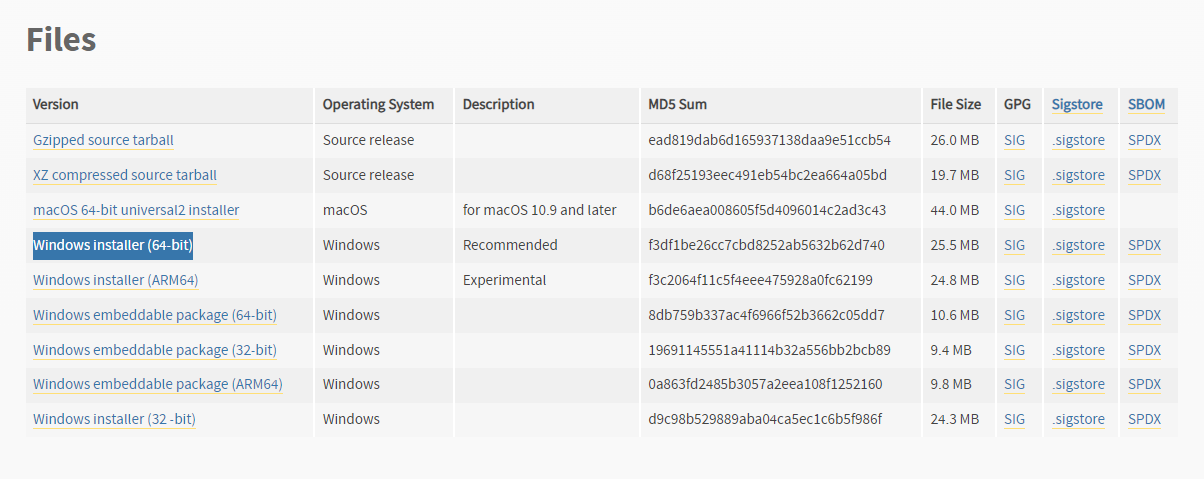 Files
Version Operating System Description MD5 Sum File Size GPG Sigstore SBOM
Gzipped source tarball Source release ead819dab6d165937138daa9e51ccb54 26.0 MB SIG .sigstore SPDX
XZ compressed source tarball Source release d68f25193eec491eb54bc2ea664a05bd 19.7 MB SIG .sigstore SPDX
macOS 64-bit universal2 installer macOS for macOS 10.9 and later b6de6aea008605f5d4096014c2ad3c43 44.0 MB SIG .sigstore
Windows installer (64-bit) Windows Recommended f3df1be26cc7cbd8252ab5632b62d740 25.5 MB SIG .sigstore SPDX
Windows installer (ARM64) Windows Experimental f3c2064f11c5f4eee475928a0fc62199 24.8 MB SIG .sigstore SPDX
Windows embeddable package (64-bit) Windows 8db759b337ac4f6966f52b3662c05dd7 10.6 MB SIG .sigstore SPDX
Windows embeddable package (32-bit) Windows 19691145551a41114b32a556bb2bcb89 9.4 MB SIG .sigstore SPDX
Windows embeddable package (ARM64) Windows 0a863fd2485b3057a2eea108f1252160 9.8 MB SIG .sigstore SPDX
Windows installer (32 -bit) Windows d9c98b529889aba04ca5ec1c6b5f986f 24.3 MB SIG .sigstore SPDX